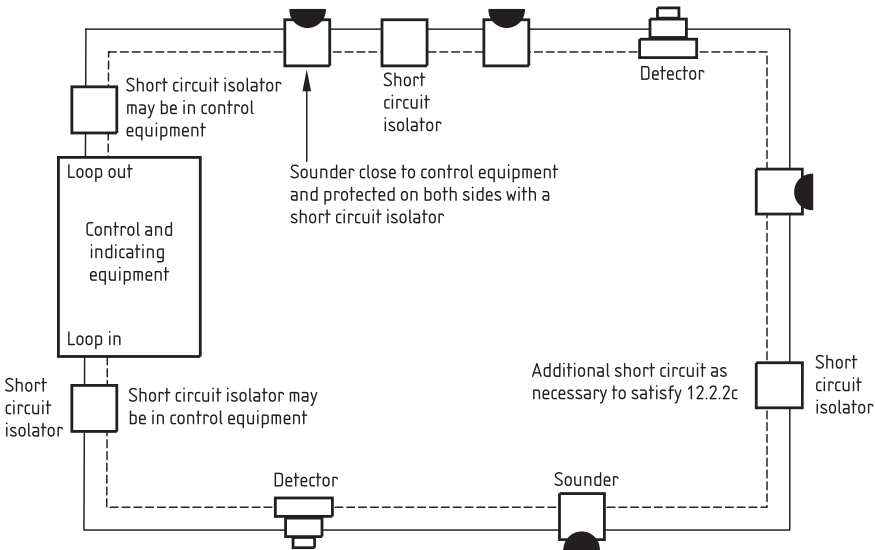 Short circuit isolator
may be in control
equipment
Short
circuit
isolator
Detector
Sounder close to control equipment
and protected on both sides with a
short circuit isolator
Loop out
Control and
indicating
equipment
Loop in
Short
circuit
isolator
Short circuit isolator may
be in control equipment
Additional short circuit as
necessary to satisfy 12.2.2c
Short
circuit
isolator
Detector
Sounder